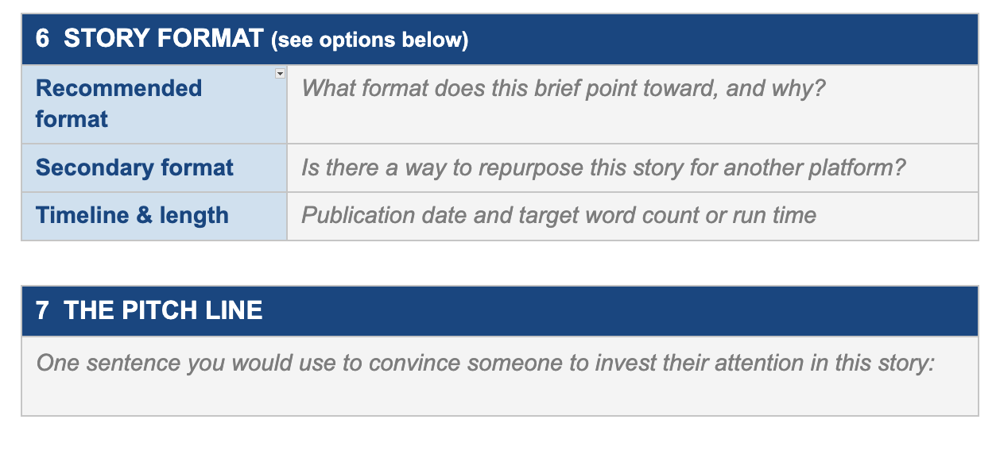 6 STORY FORMAT (see options below)
Recommended
format
What format does this brief point toward, and why?
Secondary format
Is there a way to repurpose this story for another platform?
Timeline & length
Publication date and target word count or run time
7 THE PITCH LINE
One sentence you would use to convince someone to invest their attention in this story: